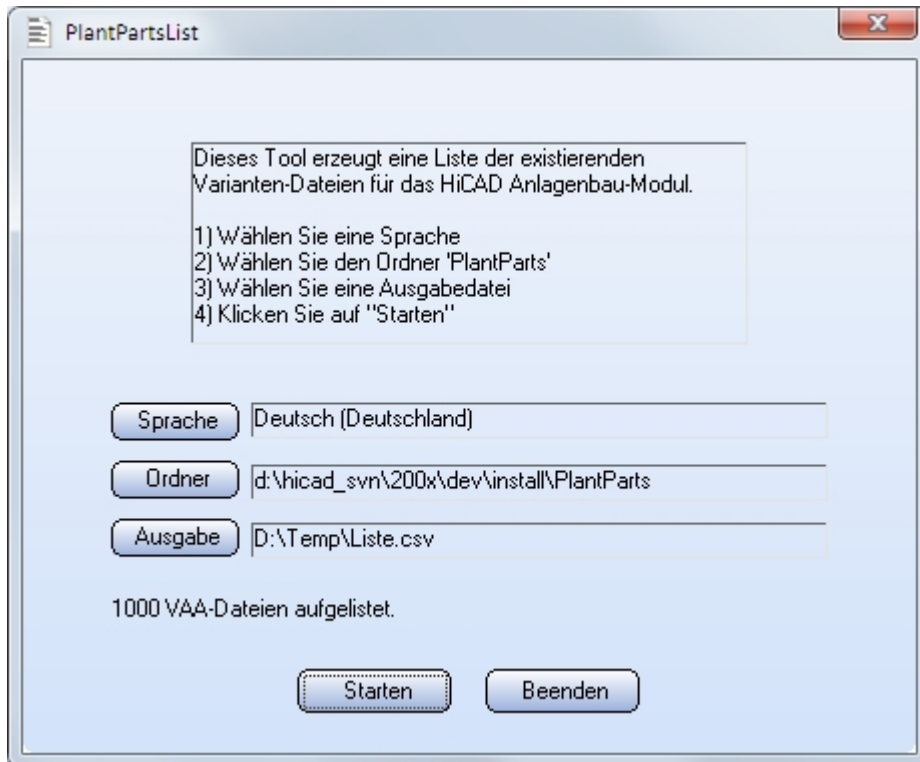 PlantPartsList
Dieses Tool erzeugt eine Liste der existierenden
Varianten-Dateien für das HiCAD Anlagenbau-Modul.
1) Wählen Sie eine Sprache
2) Wählen Sie den Ordner 'PlantParts'
3) Wählen Sie eine Ausgabedatei
4) Klicken Sie auf "Starten"
Sprache Deutsch (Deutschland)
Ordner d:\hicad_svn\200x\dev\install\PlantParts
Ausgabe D:\Temp\Liste.csv
1000 VAA-Dateien aufgelistet.
Starten Beenden